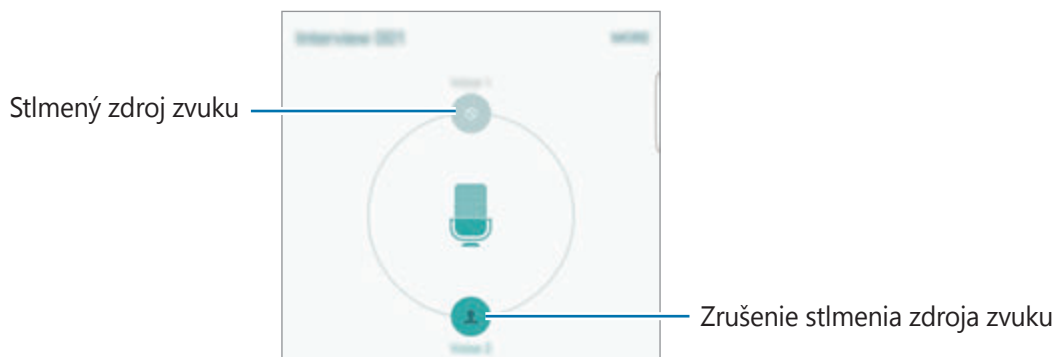 Interview 001
MORE
Stlmený zdroj zvuku
Zrušenie stlmenia zdroja zvuku